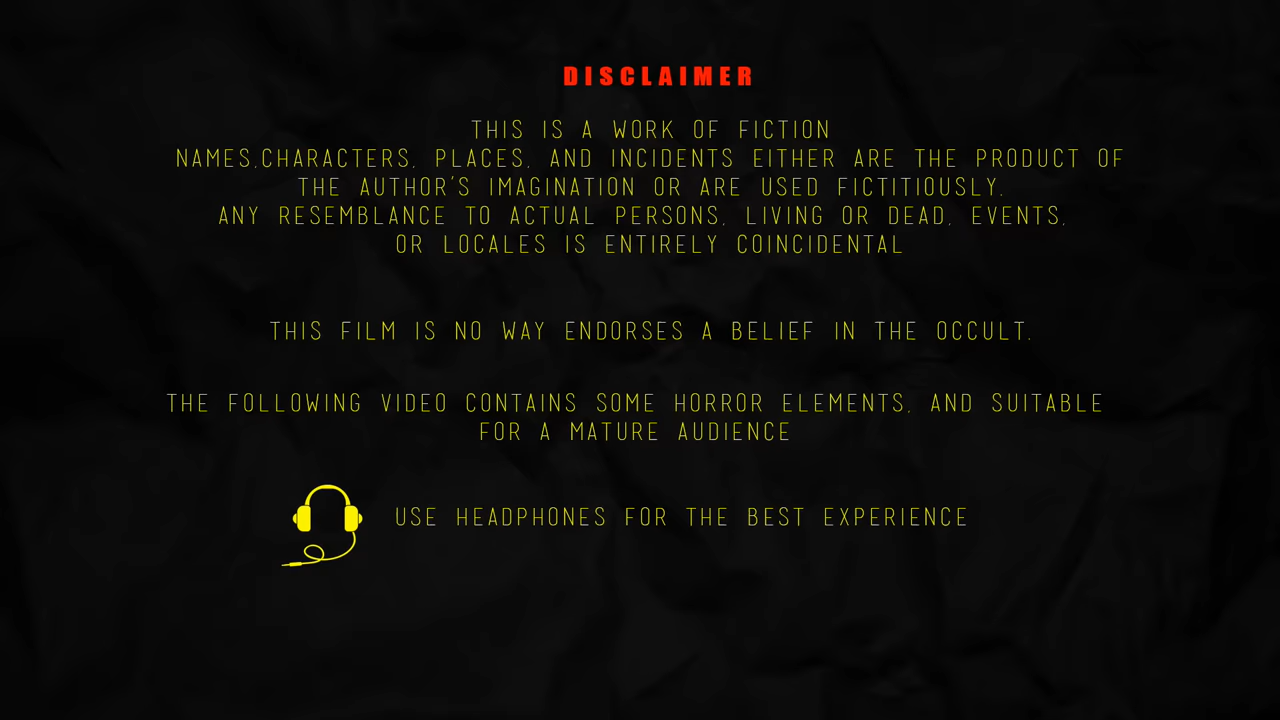 DISCLAIMER
THIS IS A WORK OF FICTION
NAMES,CHARACTERS, PLACES, AND INCIDENTS EITHER ARE THE PRODUCT OF
THE AUTHOR'S IMAGINATION OR ARE USED FICTITIOUSLY.
ANY RESEMBLANCE TO ACTUAL PERSONS, LIVING OR DEAD, EVENTS,
OR LOCALES IS ENTIRELY COINCIDENTAL
THIS FILM IS NO WAY ENDORSES A BELIEF IN THE OCCULT.
THE FOLLOWING VIDEO CONTAINS SOME HORROR ELEMENTS, AND SUITABLE
FOR A MATURE AUDIENCE
USE HEADPHONES FOR THE BEST EXPERIENCE